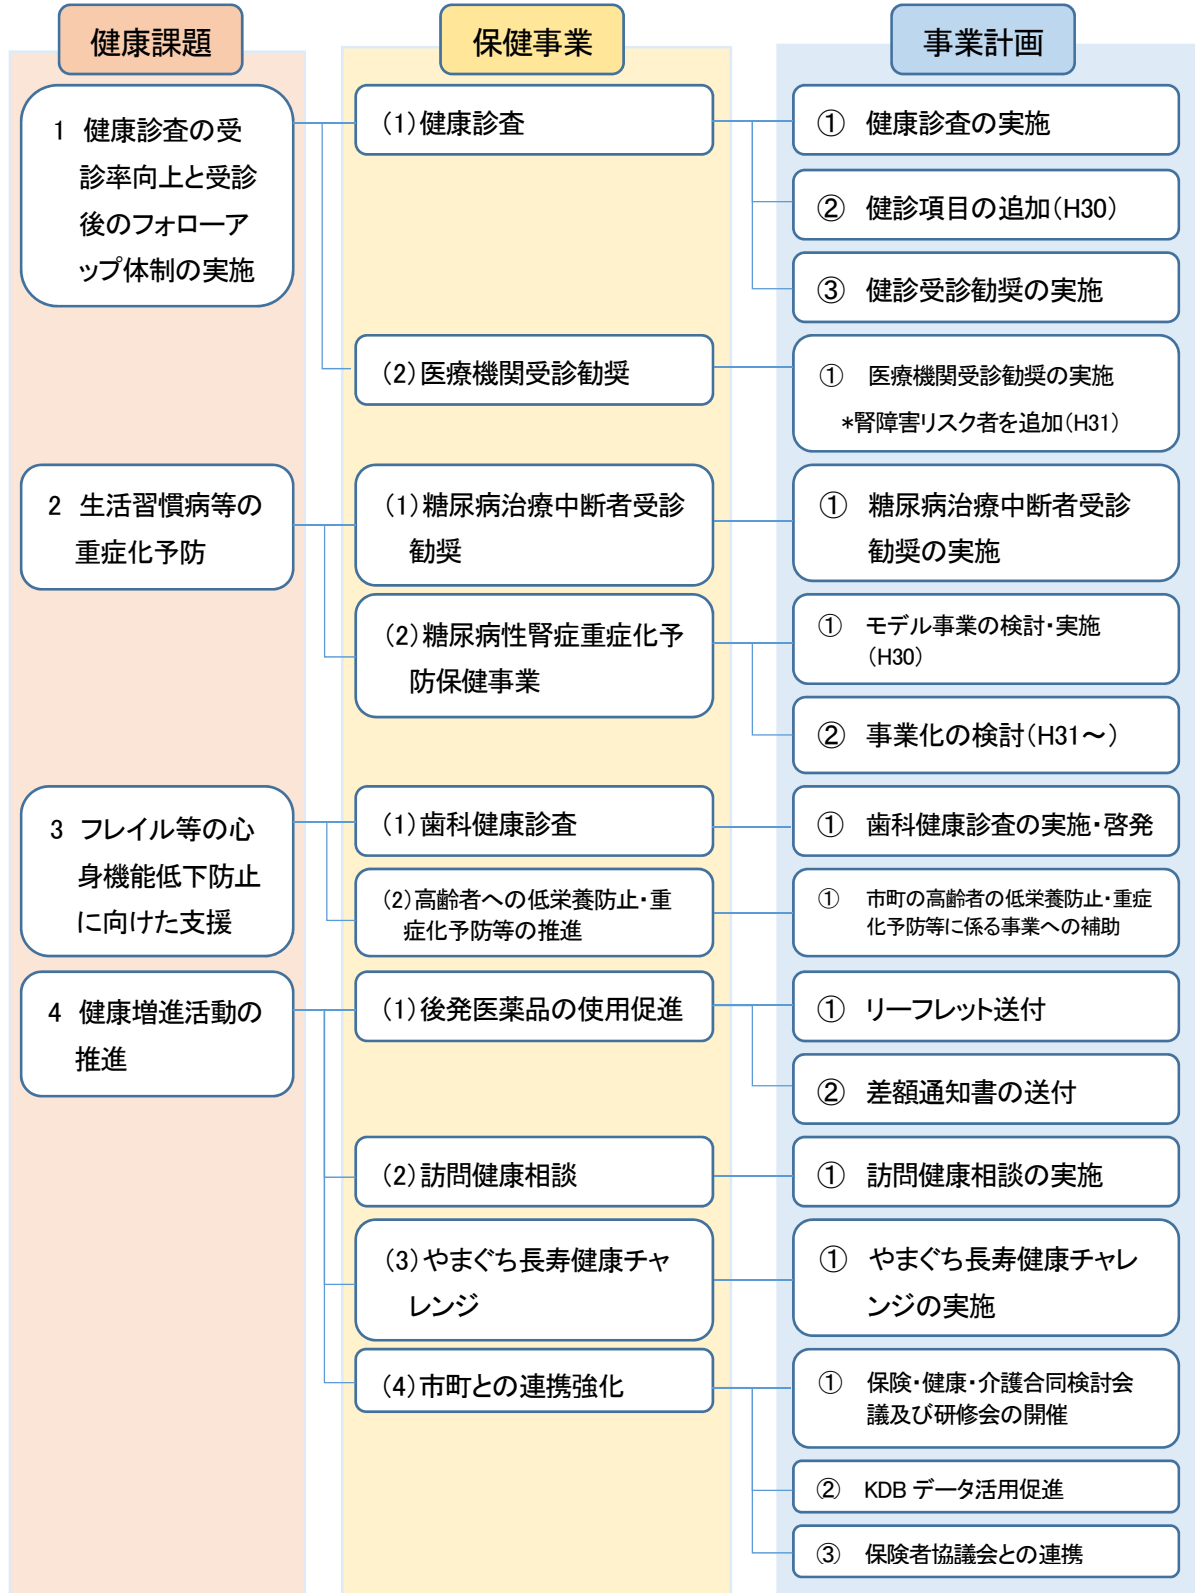 健康課題
保健事業
事業計画
1 健康診査の受
診率向上と受診
後のフォローア
ップ体制の実施
(1)健康診査
① 健康診査の実施
② 健診項目の追加(H30)
③ 健診受診勧奨の実施
(2)医療機関受診勧奨
① 医療機関受診勧奨の実施
*腎障害リスク者を追加(H31)
2 生活習慣病等の
重症化予防
(1)糖尿病治療中断者受診
勧奨
① 糖尿病治療中断者受診
勧奨の実施
(2)糖尿病性腎症重症化予
防保健事業
① モデル事業の検討・実施
(H30)
② 事業化の検討(H31~)
3 フレイル等の心
身機能低下防止
に向けた支援
(1)歯科健康診査
① 歯科健康診査の実施・啓発
(2)高齢者への低栄養防止・重
症化予防等の推進
① 市町の高齢者の低栄養防止・重症
化予防等に係る事業への補助
4 健康増進活動の
推進
(1)後発医薬品の使用促進
① リーフレット送付
② 差額通知書の送付
(2)訪問健康相談
① 訪問健康相談の実施
(3)やまぐち長寿健康チャ
レンジ
① やまぐち長寿健康チャレ
ンジの実施
(4)市町との連携強化
① 保険・健康・介護合同検討会
議及び研修会の開催
② KDB データ活用促進
③ 保険者協議会との連携